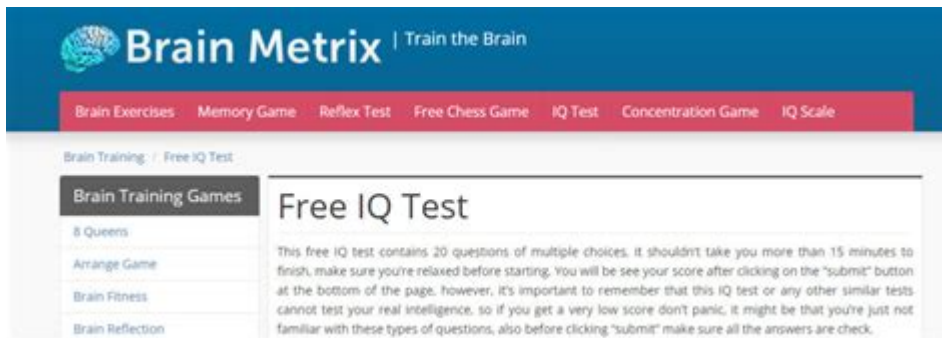 Brain Metrix | Train the Brain
Brain Exercises Memory Game Reflex Test Free Chess Game IQ Test Concentration Game IQ Scale
Brain Training / Free IQ Test
Brain Training Games
8 Queens
Arrange Game
Brain Fitness
Brain Reflection
Free IQ Test
This free IQ test contains 20 questions of multiple choices, it shouldn't take you more than 15 minutes to
finish, make sure you're relaxed before starting. You will be see your score after clicking on the "submit" button
at the bottom of the page, however, it's important to remember that this IQ test or any other similar tests
cannot test your real intelligence, so if you get a very low score don't panic, it might be that you're just not
familiar with these types of questions, also before clicking "submit" make sure all the answers are check.